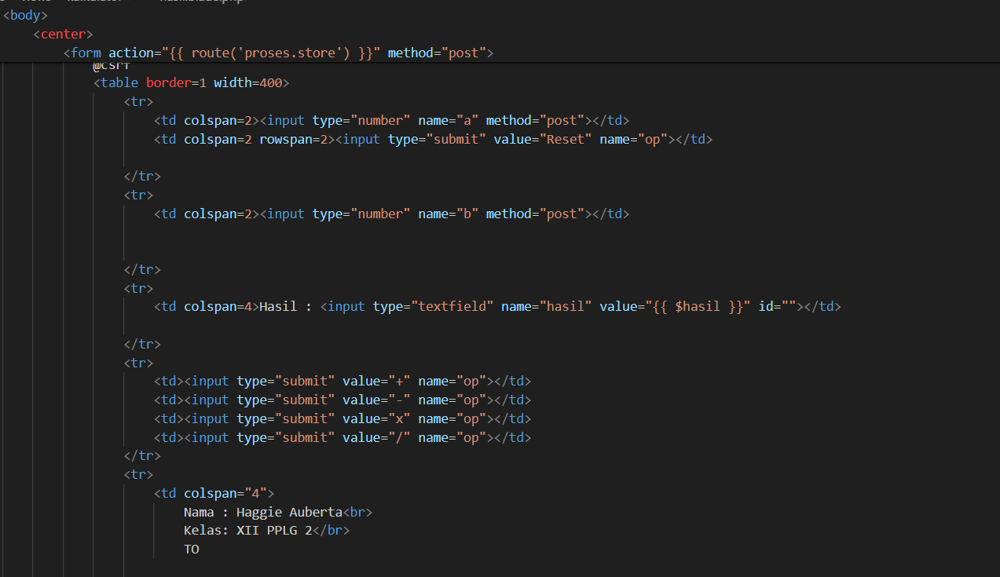 <body>
<center>
<form action="{{ route('proses.store') }}" method="post">
@csrf
<table border=1 width=400>
<tr>
<td colspan=2><input type="number" name="a" method="post"></td>
<td colspan=2 rowspan=2><input type="submit" value="Reset" name="op"></td>
</tr>
<tr>
<td colspan=2><input type="number" name="b" method="post"></td>
</tr>
<tr>
<td colspan=4>Hasil : <input type="textfield" name="hasil" value="{{ $hasil }}" id=""></td>
</tr>
<tr>
<td><input type="submit" value="+" name="op"></td>
<td><input type="submit" value="-" name="op"></td>
<td><input type="submit" value="x" name="op"></td>
<td><input type="submit" value="/" name="op"></td>
</tr>
<tr>
<td colspan="4">
Nama : Haggie Auberta<br>
Kelas: XII PPLG 2</br>
TO